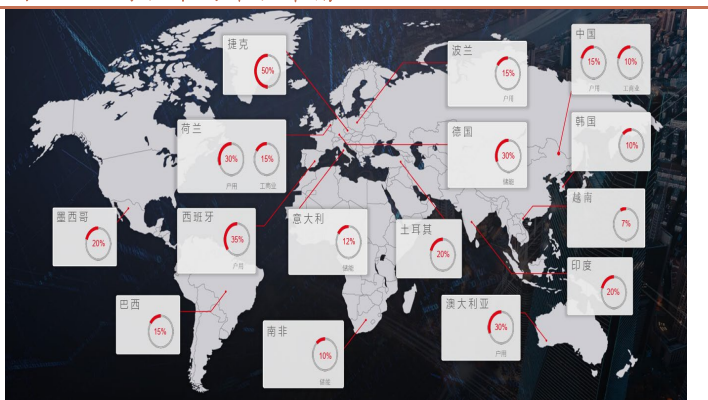 捷克
50%
波兰
15%
户用
中国
15%
10%
户用
工商业
荷兰
30%
15%
户用
工商业
德国
30%
储能
韩国
10%
墨西哥
20%
西班牙
35%
户用
意大利
12%
储能
土耳其
20%
越南
7%
印度
20%
巴西
15%
南非
10%
储能
澳大利亚
30%
户用